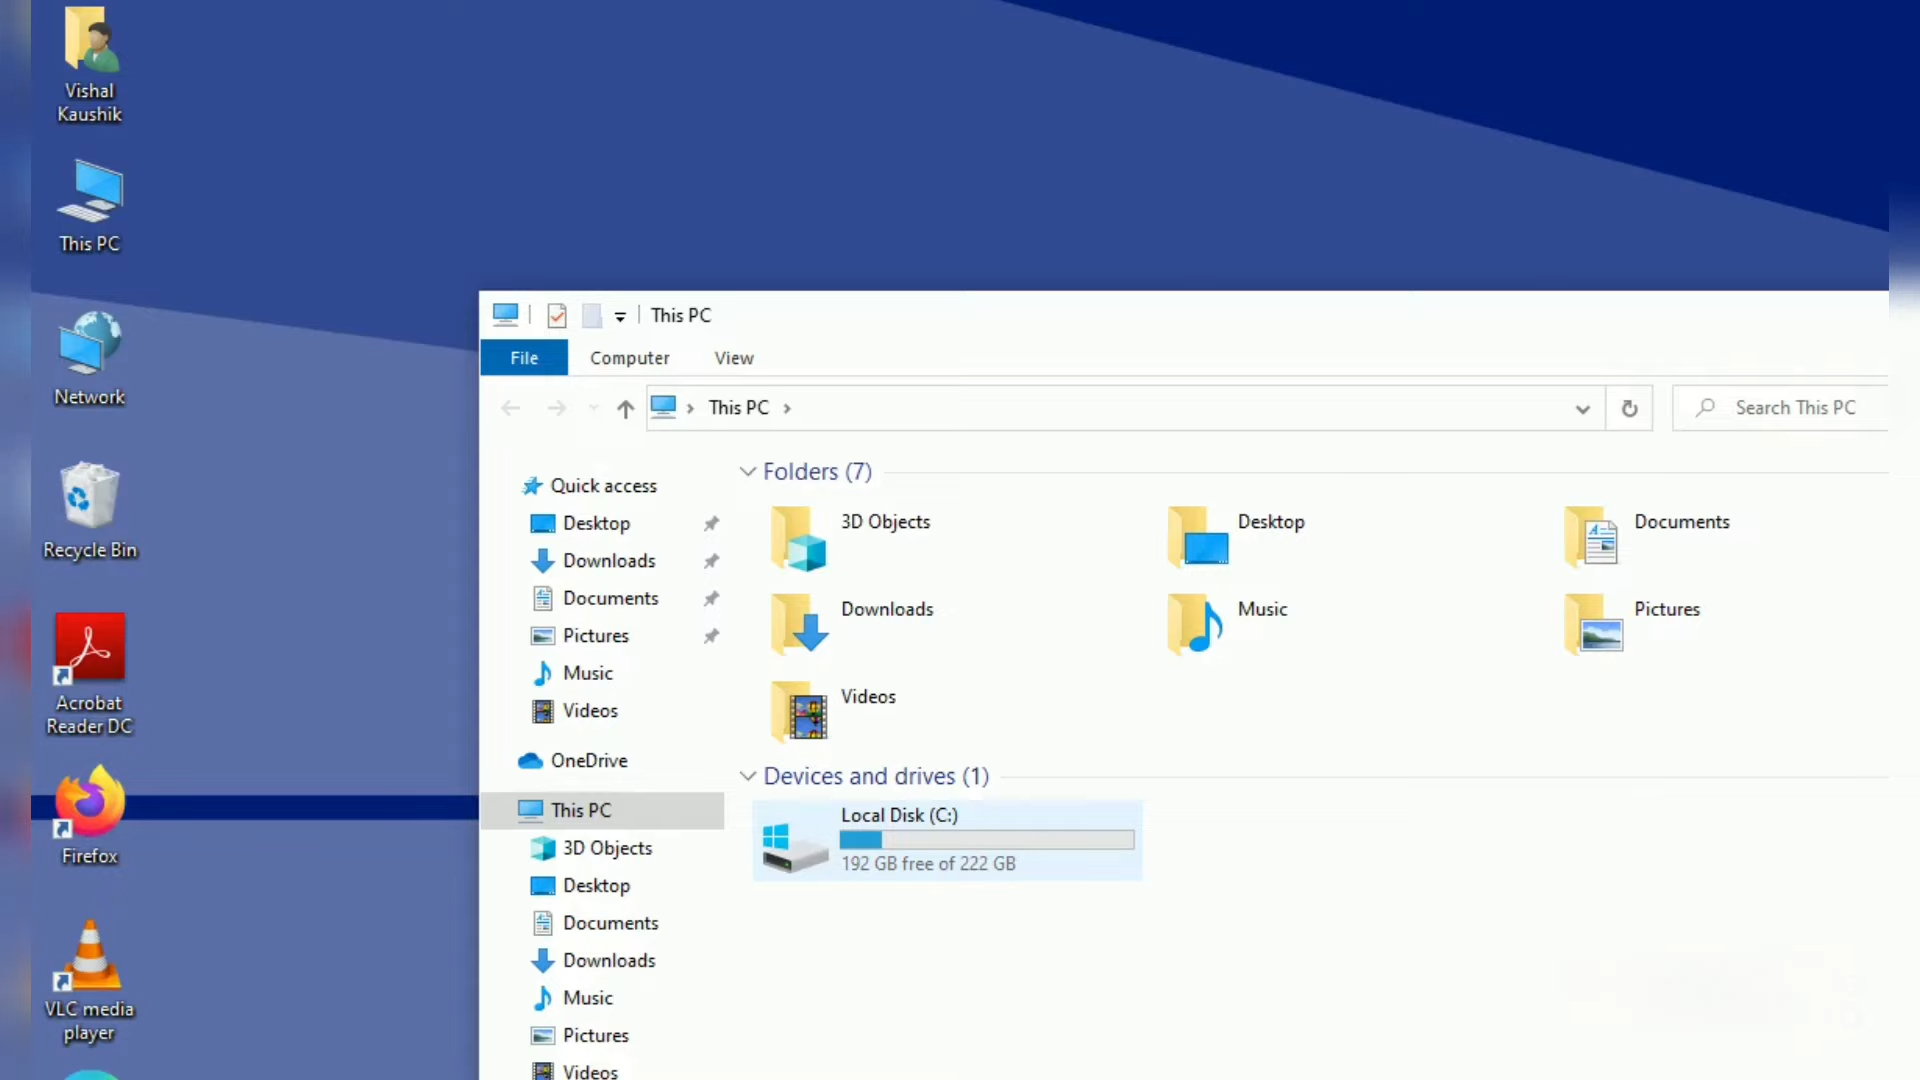 Vishal
Kaushik
This PC
Network
Recycle Bin
Acrobat
Reader DC
Firefox
VLC media
player
This PC
File
Computer
View
This PC
Search This PC
Quick access
Desktop
Downloads
Documents
Pictures
Music
Videos
OneDrive
This PC
3D Objects
Desktop
Documents
Downloads
Music
Pictures
Videos
Folders (7)
3D Objects
Desktop
Documents
Downloads
Music
Pictures
Videos
Devices and drives (1)
Local Disk (C:)
192 GB free of 222 GB